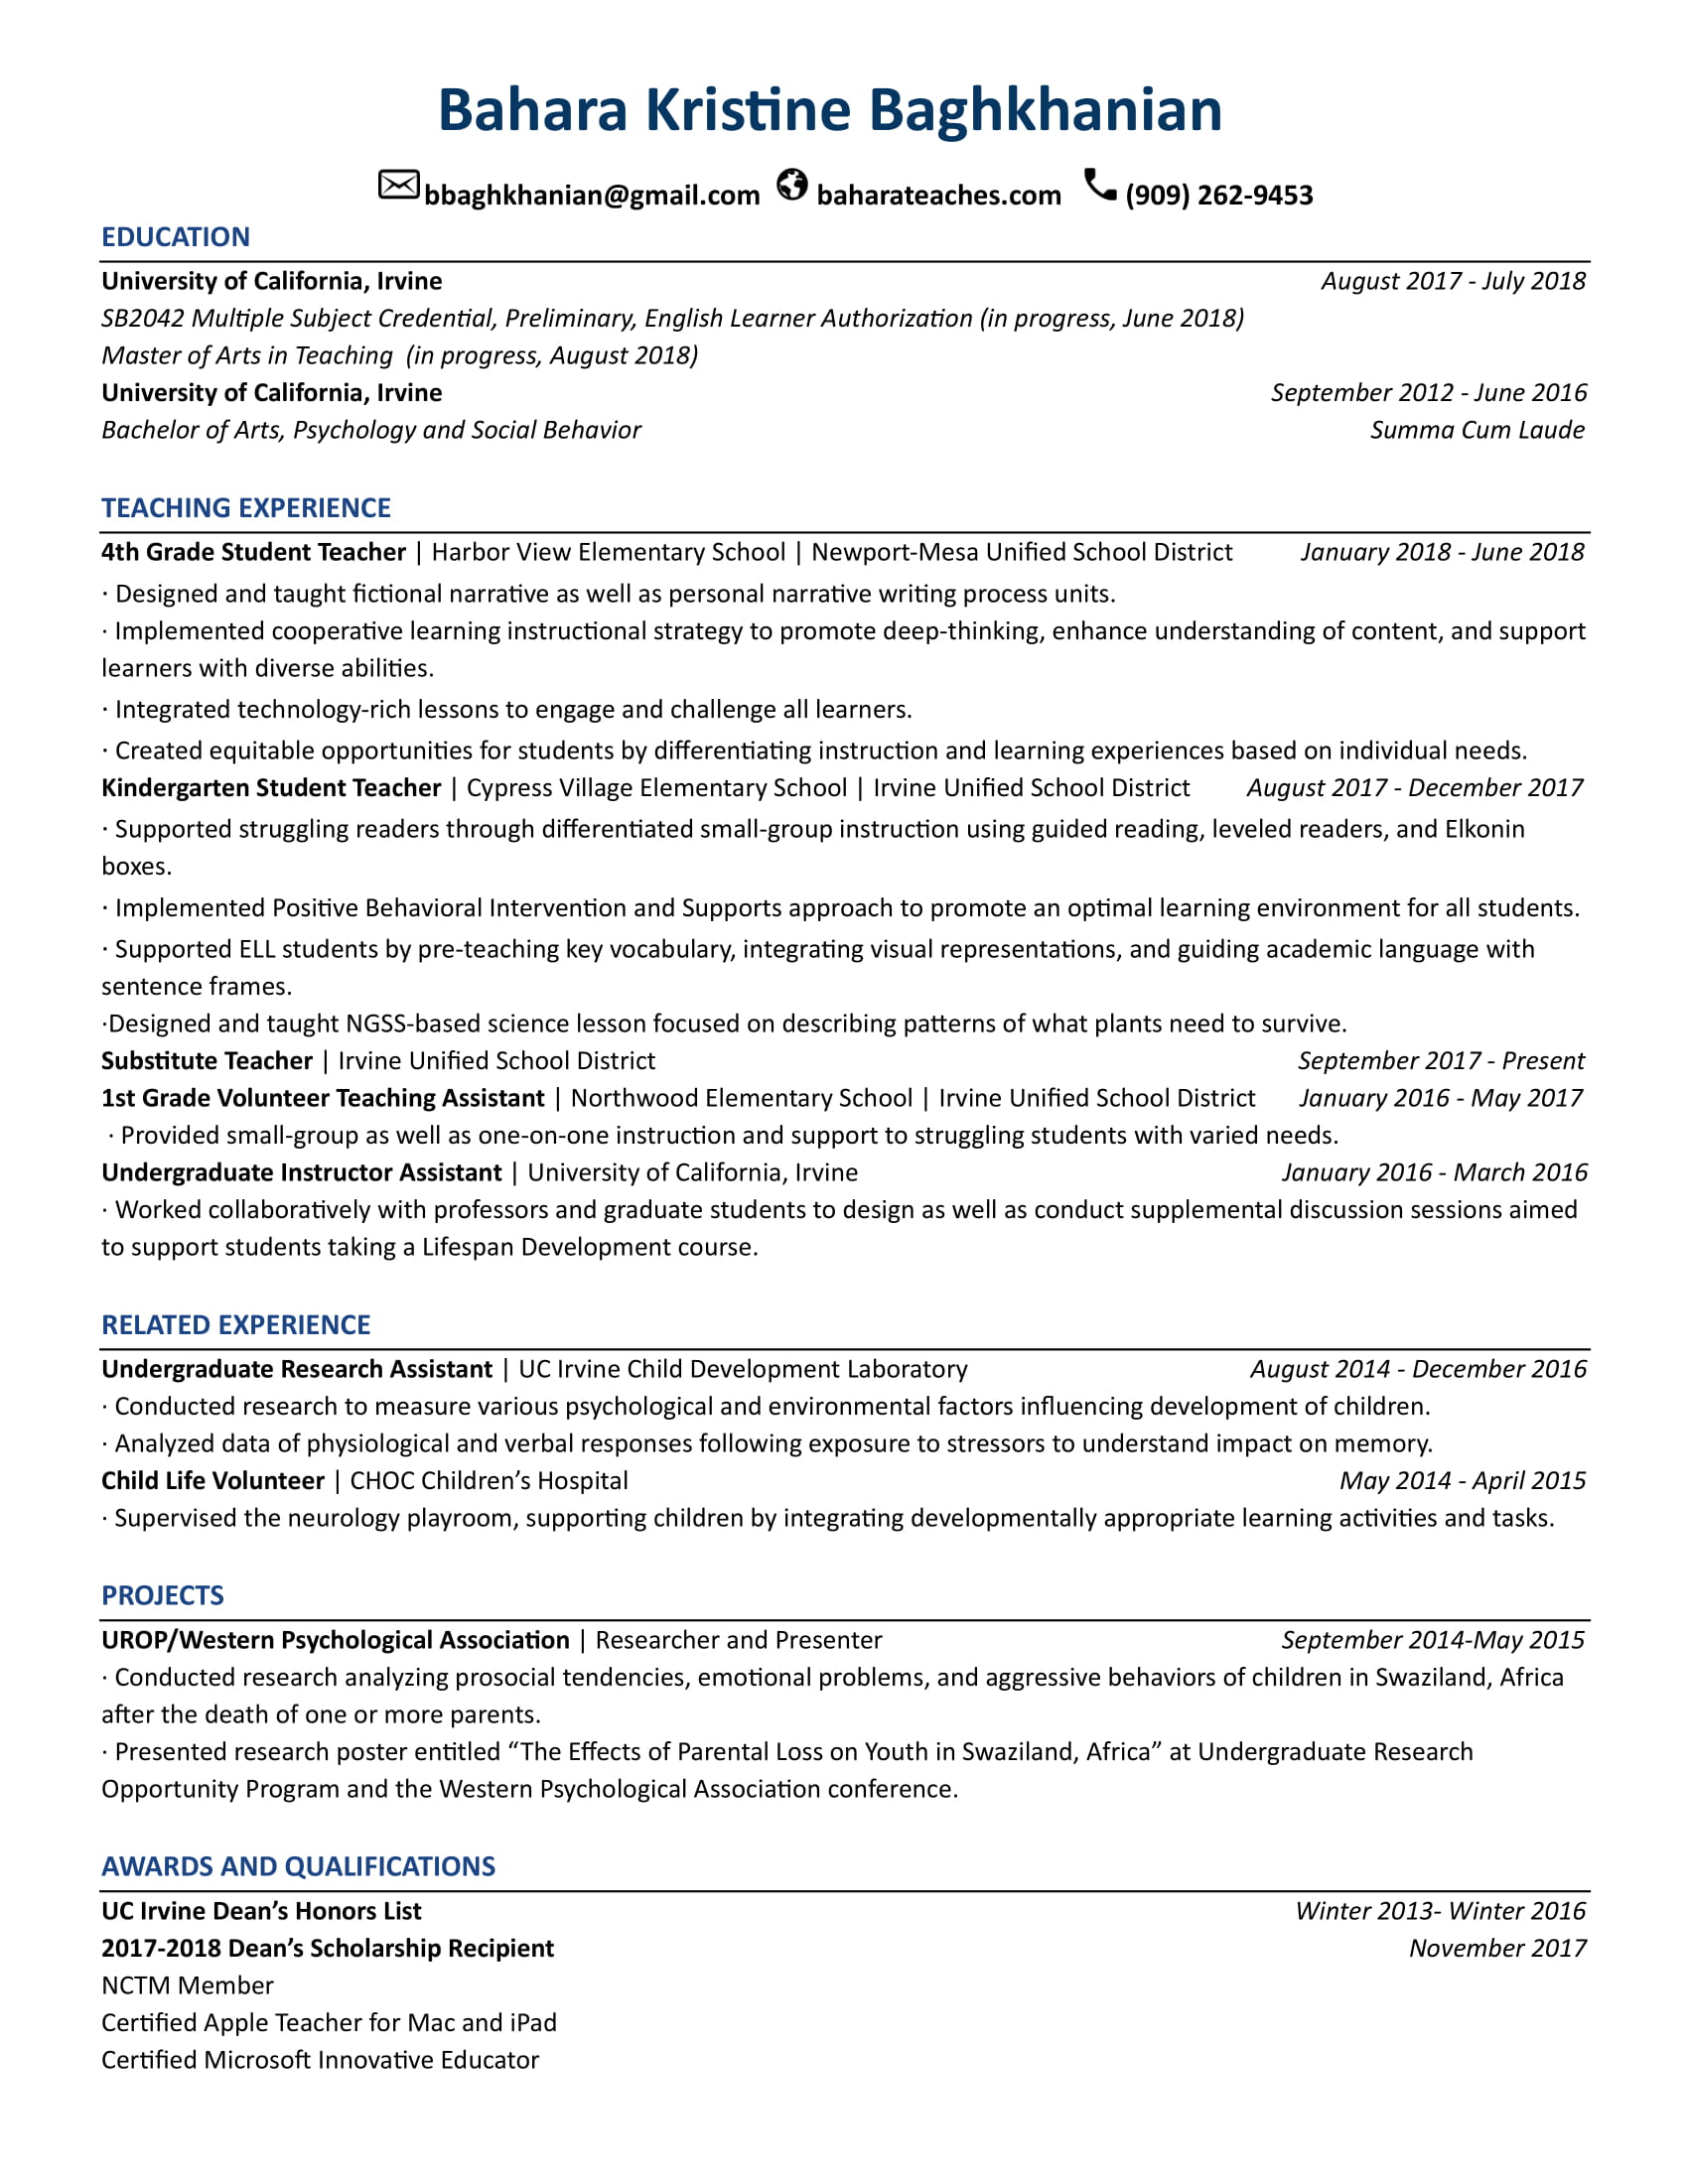 Bahara Kristine Baghkhanian
bbaghkhanian@gmail.com baharateaches.com (909) 262-9453
EDUCATION
University of California, Irvine August 2017 - July 2018
SB2042 Multiple Subject Credential, Preliminary, English Learner Authorization (in progress, June 2018)
Master of Arts in Teaching (in progress, August 2018)
University of California, Irvine September 2012 - June 2016
Bachelor of Arts, Psychology and Social Behavior Summa Cum Laude
TEACHING EXPERIENCE
4th Grade Student Teacher | Harbor View Elementary School | Newport-Mesa Unified School District January 2018 - June 2018
· Designed and taught fictional narrative as well as personal narrative writing process units.
· Implemented cooperative learning instructional strategy to promote deep-thinking, enhance understanding of content, and support
learners with diverse abilities.
· Integrated technology-rich lessons to engage and challenge all learners.
· Created equitable opportunities for students by differentiating instruction and learning experiences based on individual needs.
Kindergarten Student Teacher | Cypress Village Elementary School | Irvine Unified School District August 2017 - December 2017
· Supported struggling readers through differentiated small-group instruction using guided reading, leveled readers, and Elkonin
boxes.
· Implemented Positive Behavioral Intervention and Supports approach to promote an optimal learning environment for all students.
· Supported ELL students by pre-teaching key vocabulary, integrating visual representations, and guiding academic language with
sentence frames.
·Designed and taught NGSS-based science lesson focused on describing patterns of what plants need to survive.
Substitute Teacher | Irvine Unified School District September 2017 - Present
1st Grade Volunteer Teaching Assistant | Northwood Elementary School | Irvine Unified School District January 2016 - May 2017
· Provided small-group as well as one-on-one instruction and support to struggling students with varied needs.
Undergraduate Instructor Assistant | University of California, Irvine January 2016 - March 2016
· Worked collaboratively with professors and graduate students to design as well as conduct supplemental discussion sessions aimed
to support students taking a Lifespan Development course.
RELATED EXPERIENCE
Undergraduate Research Assistant | UC Irvine Child Development Laboratory August 2014 - December 2016
· Conducted research to measure various psychological and environmental factors influencing development of children.
· Analyzed data of physiological and verbal responses following exposure to stressors to understand impact on memory.
Child Life Volunteer | CHOC Children’s Hospital May 2014 - April 2015
· Supervised the neurology playroom, supporting children by integrating developmentally appropriate learning activities and tasks.
PROJECTS
UROP/Western Psychological Association | Researcher and Presenter September 2014-May 2015
· Conducted research analyzing prosocial tendencies, emotional problems, and aggressive behaviors of children in Swaziland, Africa
after the death of one or more parents.
· Presented research poster entitled “The Effects of Parental Loss on Youth in Swaziland, Africa” at Undergraduate Research
Opportunity Program and the Western Psychological Association conference.
AWARDS AND QUALIFICATIONS
UC Irvine Dean’s Honors List Winter 2013- Winter 2016
2017-2018 Dean’s Scholarship Recipient November 2017
NCTM Member
Certified Apple Teacher for Mac and iPad
Certified Microsoft Innovative Educator